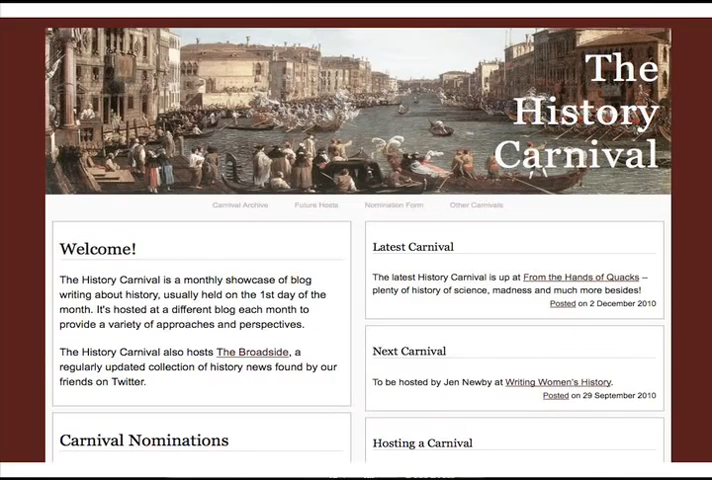 The
History
Carnival
Carnival Archive
Future Hosts
Nomination Form
Other Carnivals
Welcome!
The History Carnival is a monthly showcase of blog
writing about history, usually held on the 1st day of the
month. It's hosted at a different blog each month to
provide a variety of approaches and perspectives.
The History Carnival also hosts The Broadside, a
regularly updated collection of history news found by our
friends on Twitter.
Carnival Nominations
Latest Carnival
The latest History Carnival is up at From the Hands of Quacks –
plenty of history of science, madness and much more besides!
Posted on 2 December 2010
Next Carnival
To be hosted by Jen Newby at Writing Women's History.
Posted on 29 September 2010
Hosting a Carnival